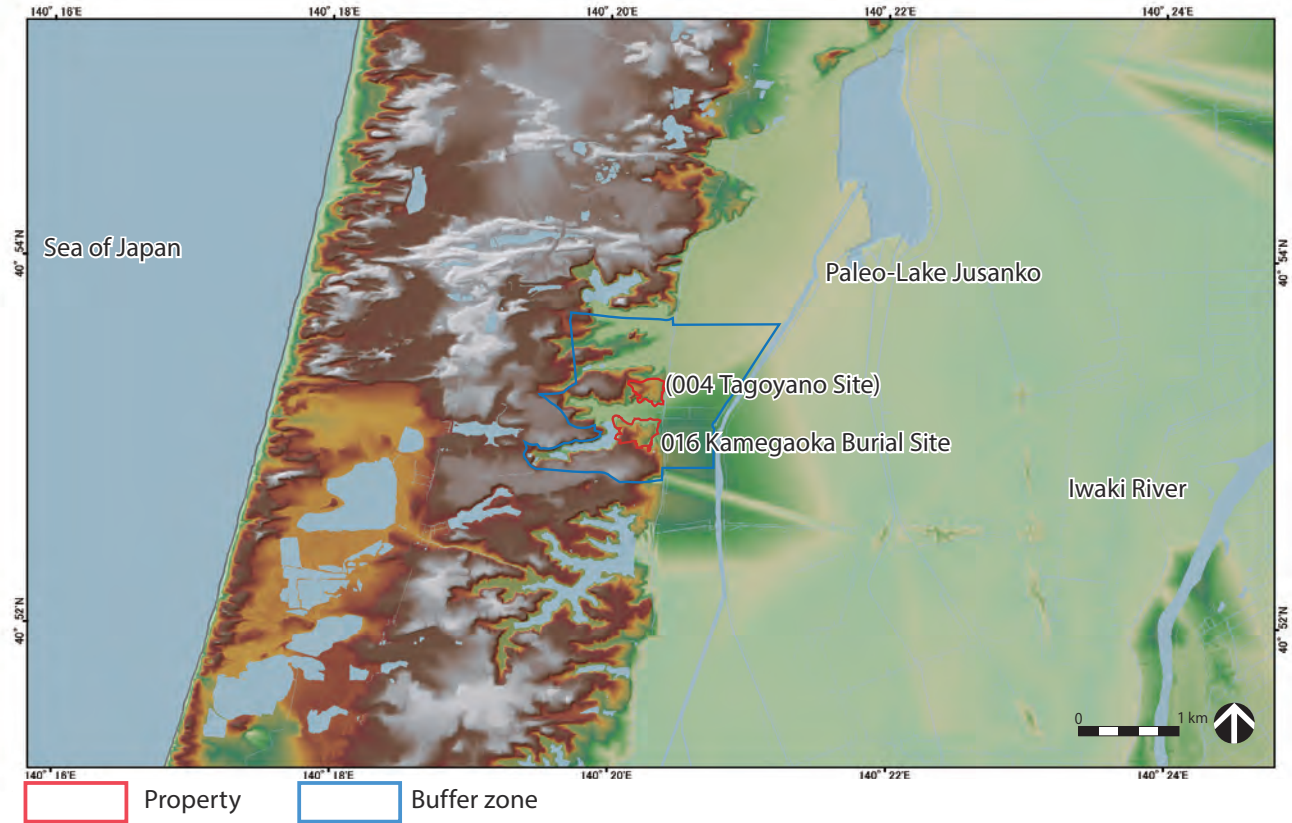 140° 16'E 140° 18'E 140° 20'E 140° 22'E 140° 24'E
40° 54'N
40° 54'N
Sea of Japan
Paleo-Lake Jusanko
(004 Tagoyano Site)
016 Kamegaoka Burial Site
Iwaki River
40° 52'N
40° 52'N
0 1 km
140° 16'E 140° 18'E 140° 20'E 140° 22'E 140° 24'E
Property Buffer zone